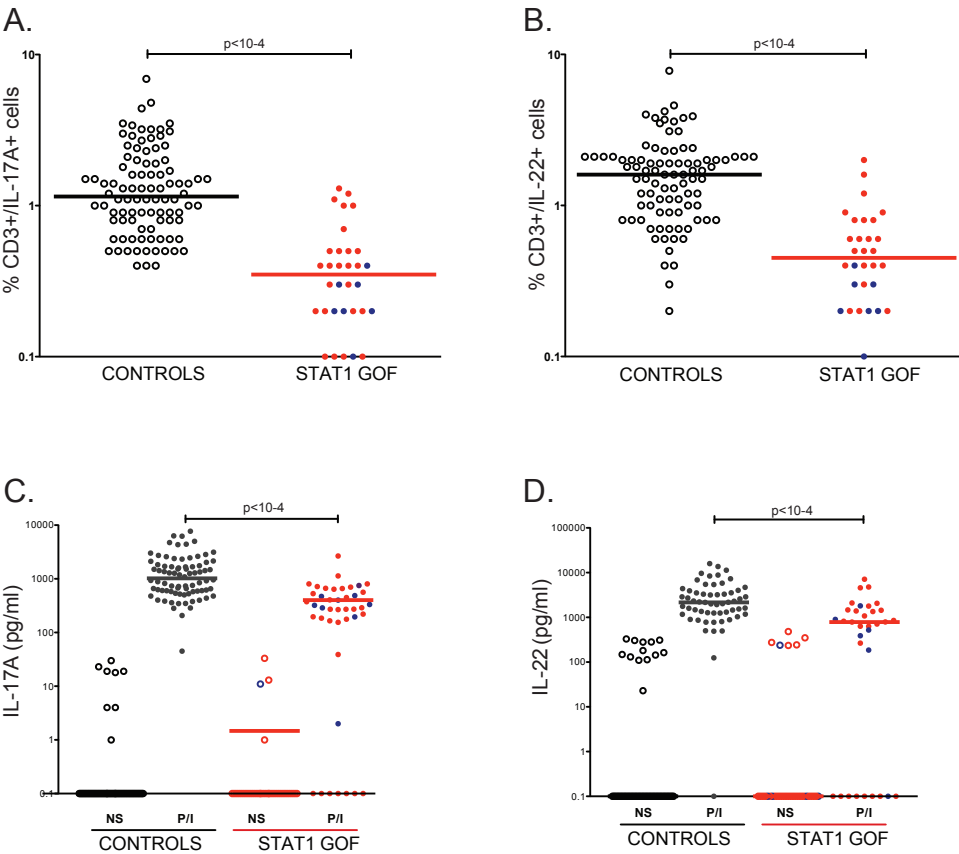 A.
p<10-4
% CD3+/IL-17A+ cells
10
1
0.1
CONTROLS
STAT1 GOF
B.
p<10-4
% CD3+/IL-22+ cells
10
1
0.1
CONTROLS
STAT1 GOF
C.
p<10-4
IL-17A (pg/ml)
10000
1000
100
10
1
0.1
NS P/I NS P/I
CONTROLS STAT1 GOF
D.
p<10-4
IL-22 (pg/ml)
100000
10000
1000
100
10
1
0.1
NS P/I NS P/I
CONTROLS STAT1 GOF